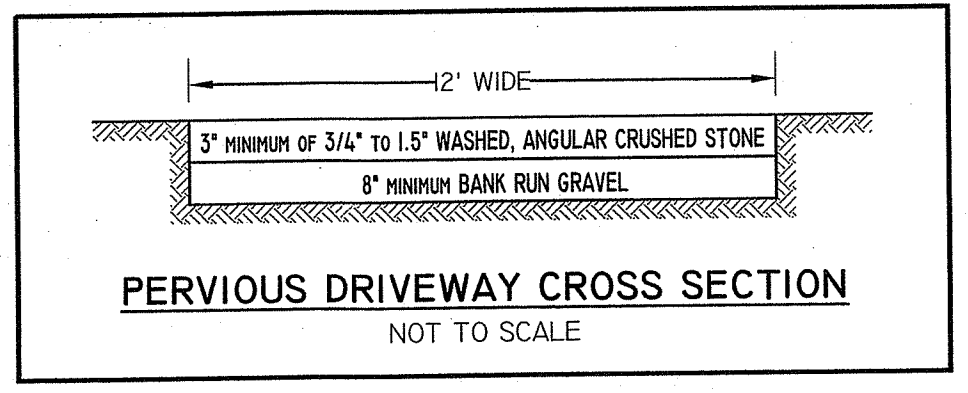 12' WIDE
3" MINIMUM OF 3/4" TO 1.5" WASHED, ANGULAR CRUSHED STONE
8" MINIMUM BANK RUN GRAVEL
PERVIOUS DRIVEWAY CROSS SECTION
NOT TO SCALE